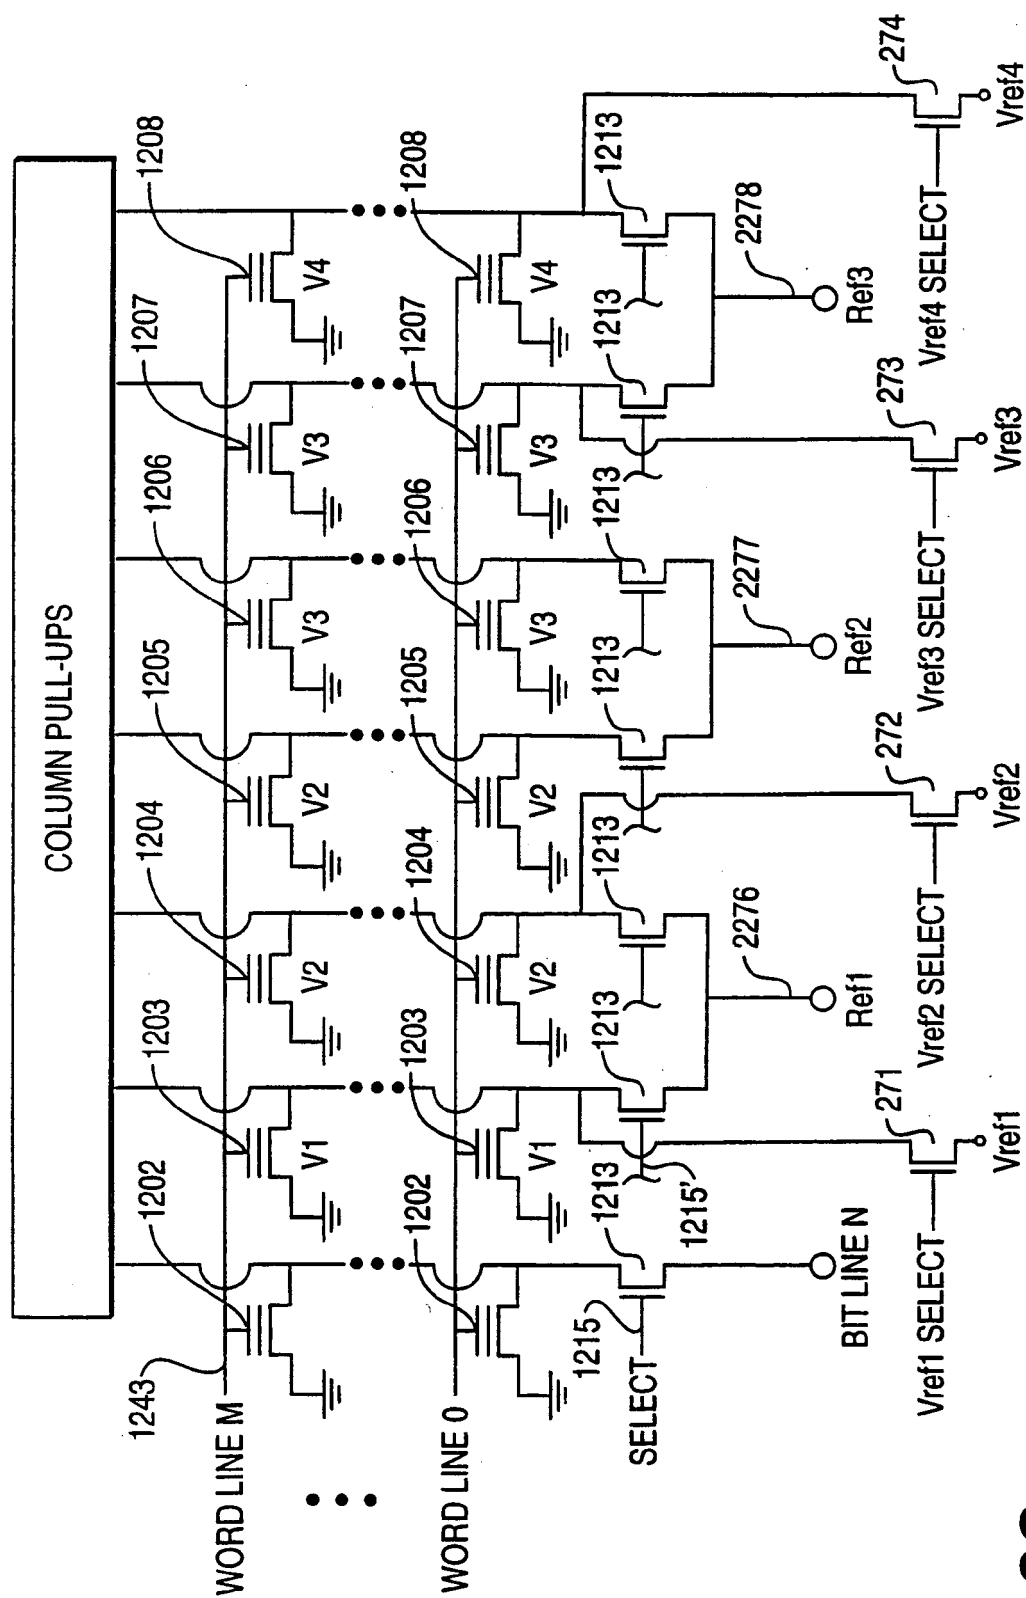 COLUMN PULL-UPS
1243
1202
1203
1204
1205
1206
1207
1208
WORD LINE M
V1
V2
V2
V3
V3
V4
1202
1203
1204
1205
1206
1207
1208
WORD LINE 0
V1
V2
V2
V3
V3
V4
SELECT
1215
1213
1215'
1213
1213
1213
1213
1213
1213
BIT LINE N
2276
Ref1
2277
Ref2
2278
Ref3
Vref1 SELECT
271
Vref1
Vref2 SELECT
272
Vref2
Vref3 SELECT
273
Vref3
Vref4 SELECT
274
Vref4